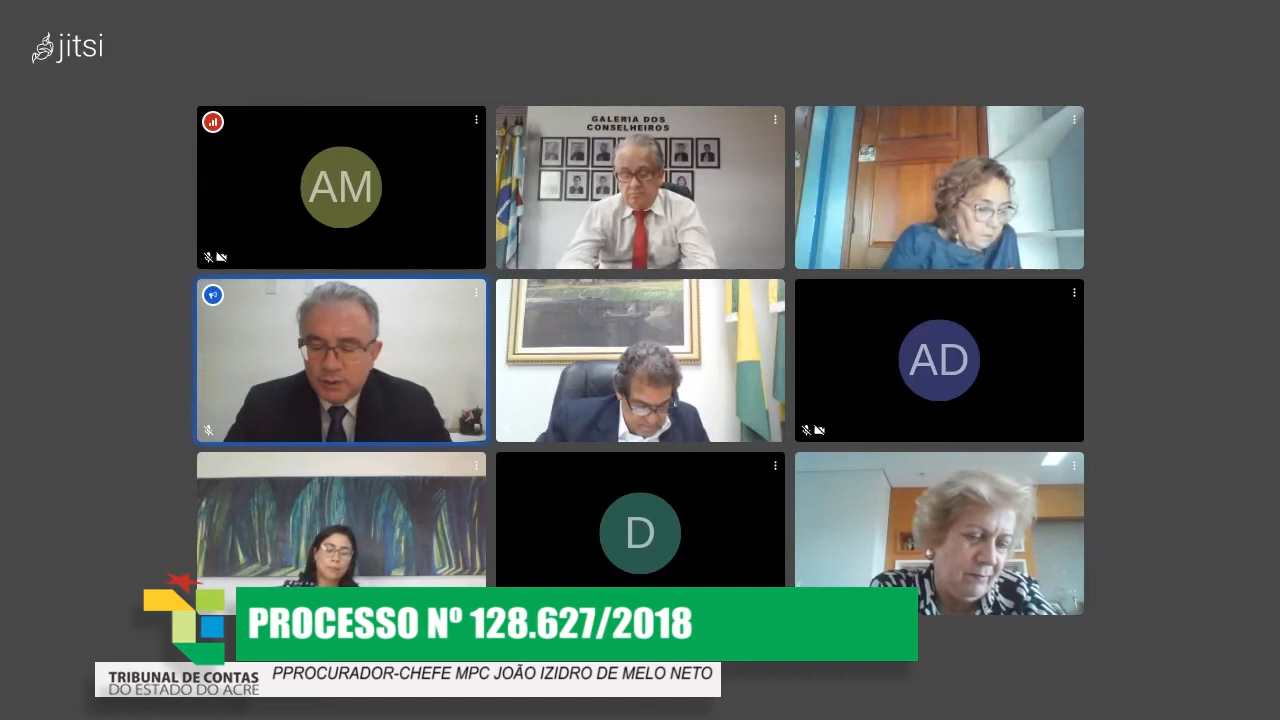 jitsi
AM
GALERIA DOS
CONSELHEIROS
AD
D
PROCESSO Nº 128.627/2018
TRIBUNAL DE CONTAS
DO ESTADO DO ACRE
PPROCURADOR-CHEFE MPC JOÃO IZIDRO DE MELO NETO